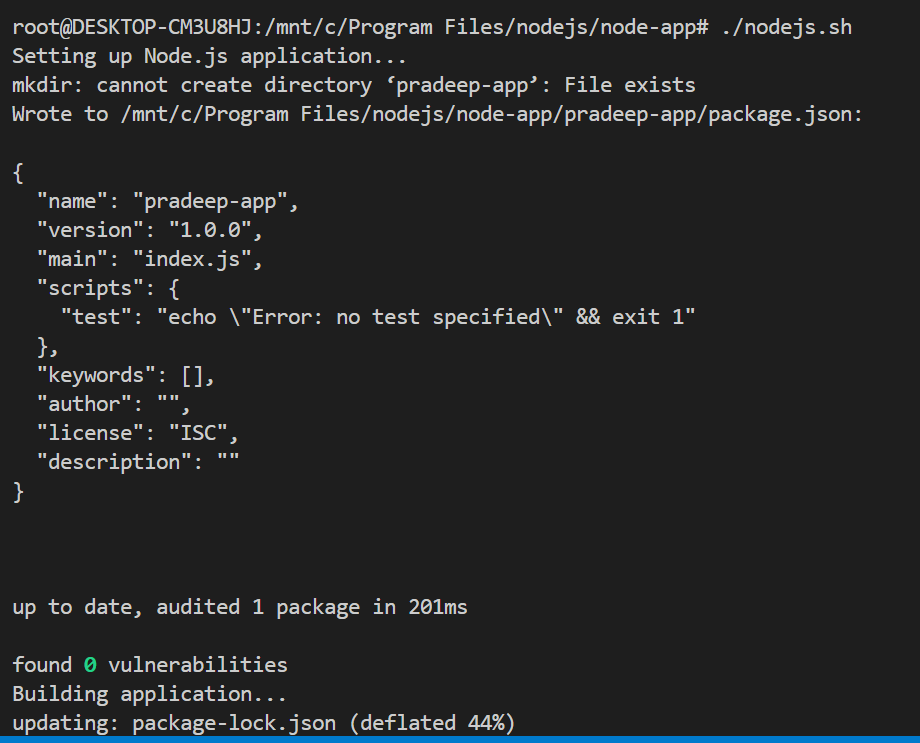 root@DESKTOP-CM3U8HJ:/mnt/c/Program Files/nodejs/node-app# ./nodejs.sh
Setting up Node.js application...
mkdir: cannot create directory ‘pradeep-app’: File exists
Wrote to /mnt/c/Program Files/nodejs/node-app/pradeep-app/package.json:
{
  "name": "pradeep-app",
  "version": "1.0.0",
  "main": "index.js",
  "scripts": {
    "test": "echo \"Error: no test specified\" && exit 1"
  },
  "keywords": [],
  "author": "",
  "license": "ISC",
  "description": ""
}
up to date, audited 1 package in 201ms
found 0 vulnerabilities
Building application...
updating: package-lock.json (deflated 44%)